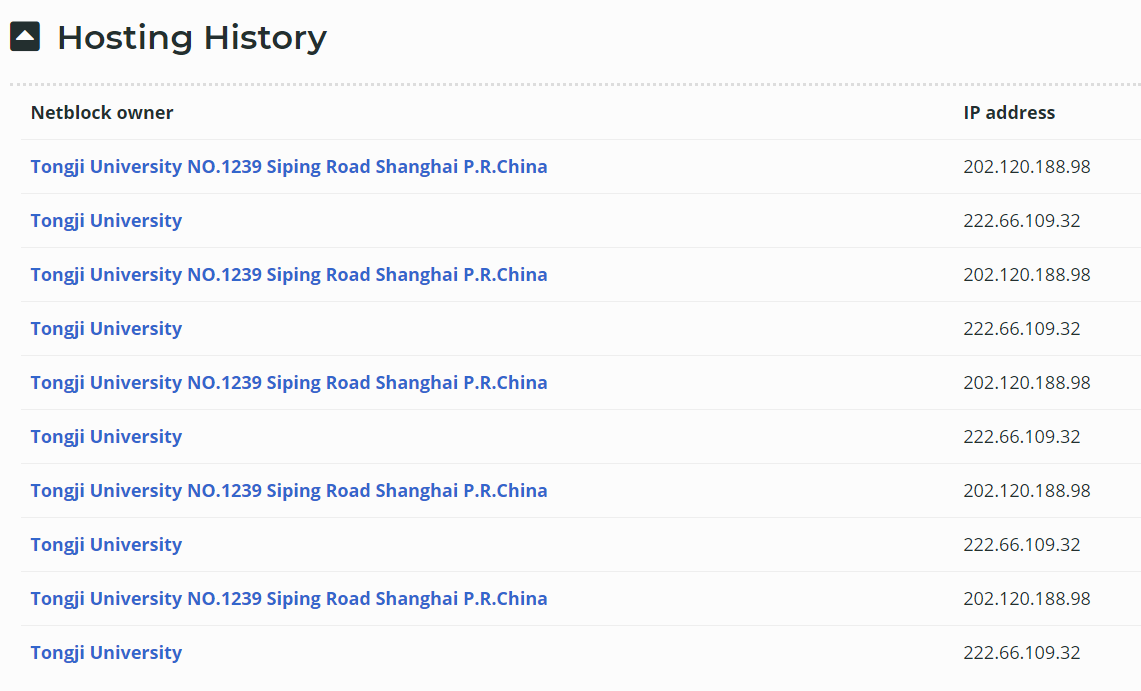 Hosting History
Netblock owner IP address
Tongji University NO.1239 Siping Road Shanghai P.R.China 202.120.188.98
Tongji University 222.66.109.32
Tongji University NO.1239 Siping Road Shanghai P.R.China 202.120.188.98
Tongji University 222.66.109.32
Tongji University NO.1239 Siping Road Shanghai P.R.China 202.120.188.98
Tongji University 222.66.109.32
Tongji University NO.1239 Siping Road Shanghai P.R.China 202.120.188.98
Tongji University 222.66.109.32
Tongji University NO.1239 Siping Road Shanghai P.R.China 202.120.188.98
Tongji University 222.66.109.32